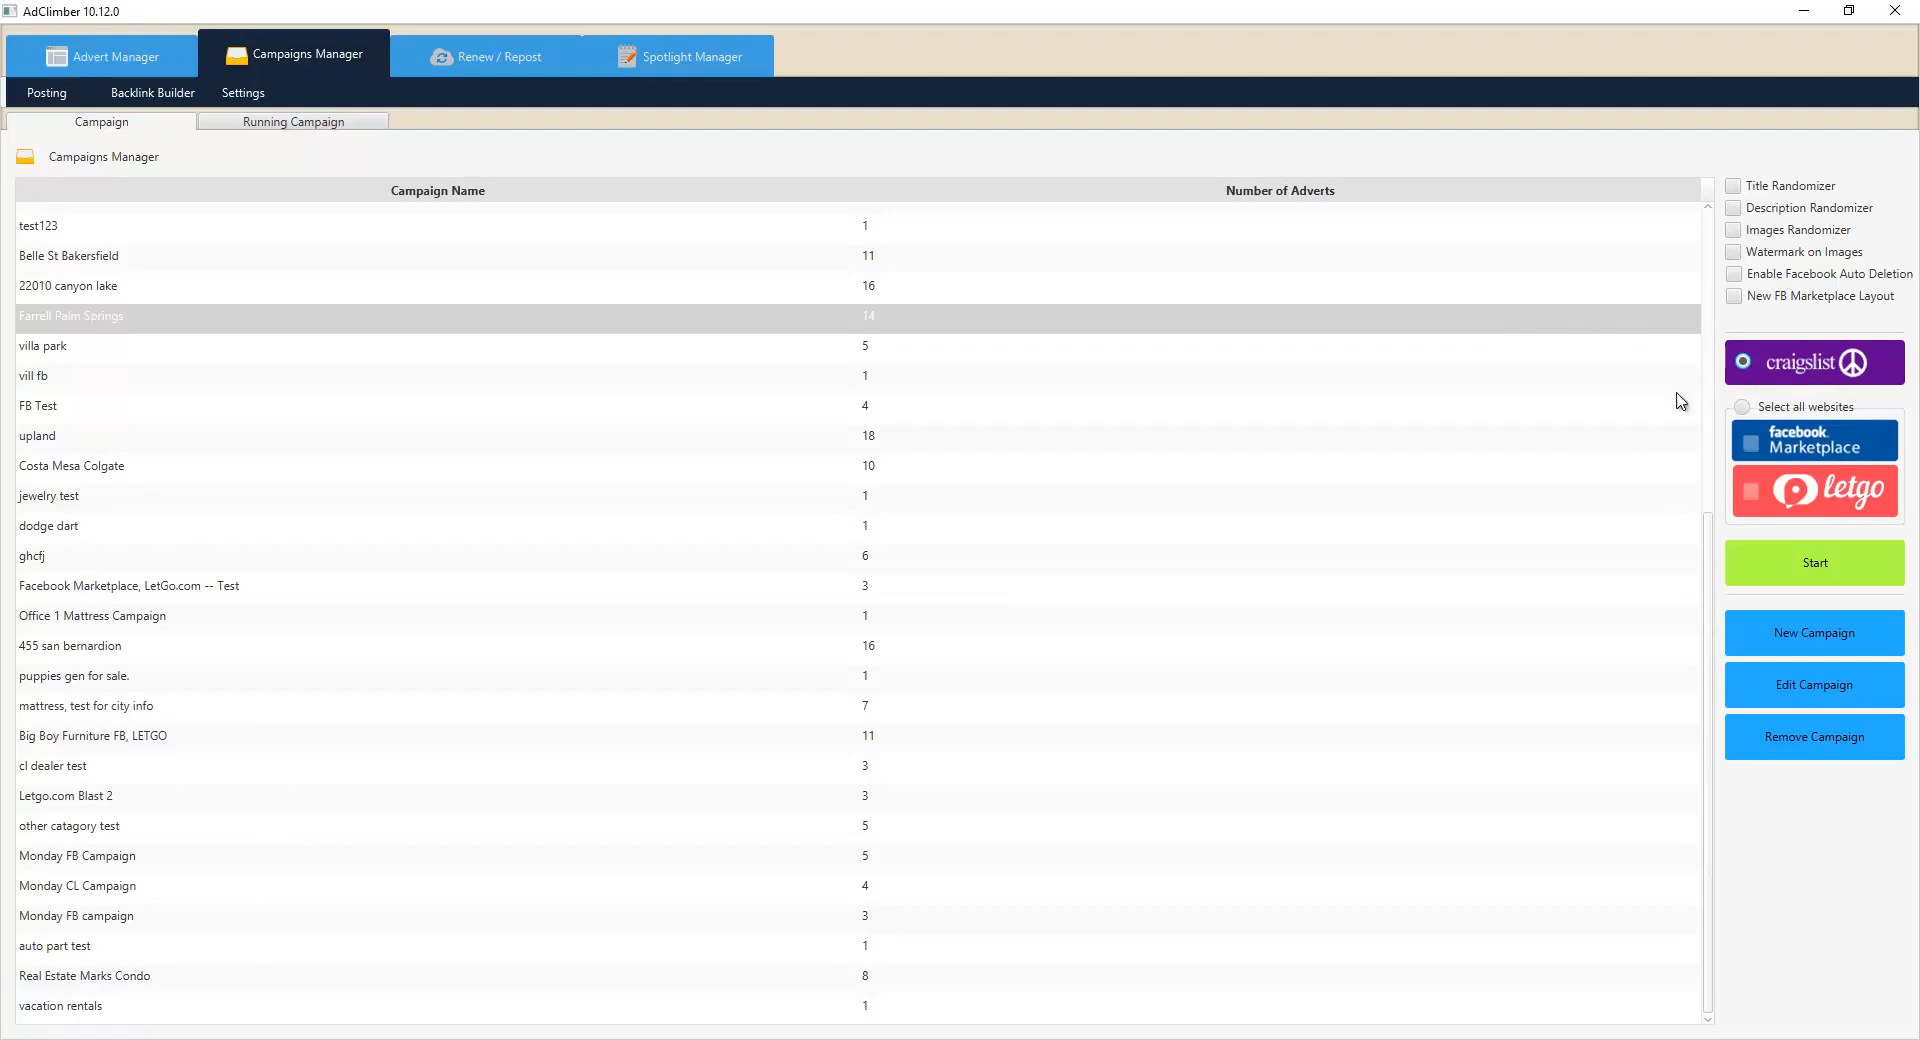 AdClimber 10.12.0
Advert Manager
Campaigns Manager
Renew / Repost
Spotlight Manager
Posting
Backlink Builder
Settings
Campaign
Running Campaign
Campaigns Manager
Campaign Name Number of Adverts
test123 1
Belle St Bakersfield 11
22010 canyon lake 16
Farrell Palm Springs 14
villa park 5
vill fb 1
FB Test 4
upland 18
Costa Mesa Colgate 10
jewelry test 1
dodge dart 1
ghcfj 6
Facebook Marketplace, LetGo.com -- Test 3
Office 1 Mattress Campaign 1
455 san bernardion 16
puppies gen for sale. 1
mattress, test for city info 7
Big Boy Furniture FB, LETGO 11
cl dealer test 3
Letgo.com Blast 2 3
other catagory test 5
Monday FB Campaign 5
Monday CL Campaign 4
Monday FB campaign 3
auto part test 1
Real Estate Marks Condo 8
vacation rentals 1
Title Randomizer
Description Randomizer
Images Randomizer
Watermark on Images
Enable Facebook Auto Deletion
New FB Marketplace Layout
craigslist
Select all websites
facebook.
Marketplace
letgo
Start
New Campaign
Edit Campaign
Remove Campaign